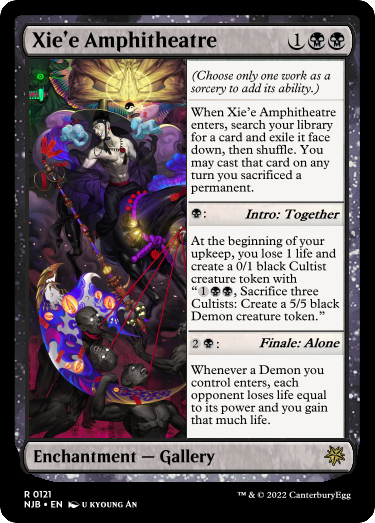 Xie'e Amphitheatre 1
(Choose only one work as a
sorcery to add its ability.)
When Xie'e Amphitheatre
enters, search your library
for a card and exile it face
down, then shuffle. You
may cast that card on any
turn you sacrificed a
permanent.
: Intro: Together
At the beginning of your
upkeep, you lose 1 life and
create a 0/1 black Cultist
creature token with
“1, Sacrifice three
Cultists: Create a 5/5 black
Demon creature token.”
2: Finale: Alone
Whenever a Demon you
control enters, each
opponent loses life equal
to its power and you gain
that much life.
Enchantment — Gallery
R 0121
NJB • EN U KYOUNG AN
™ & © 2022 CanterburyEgg